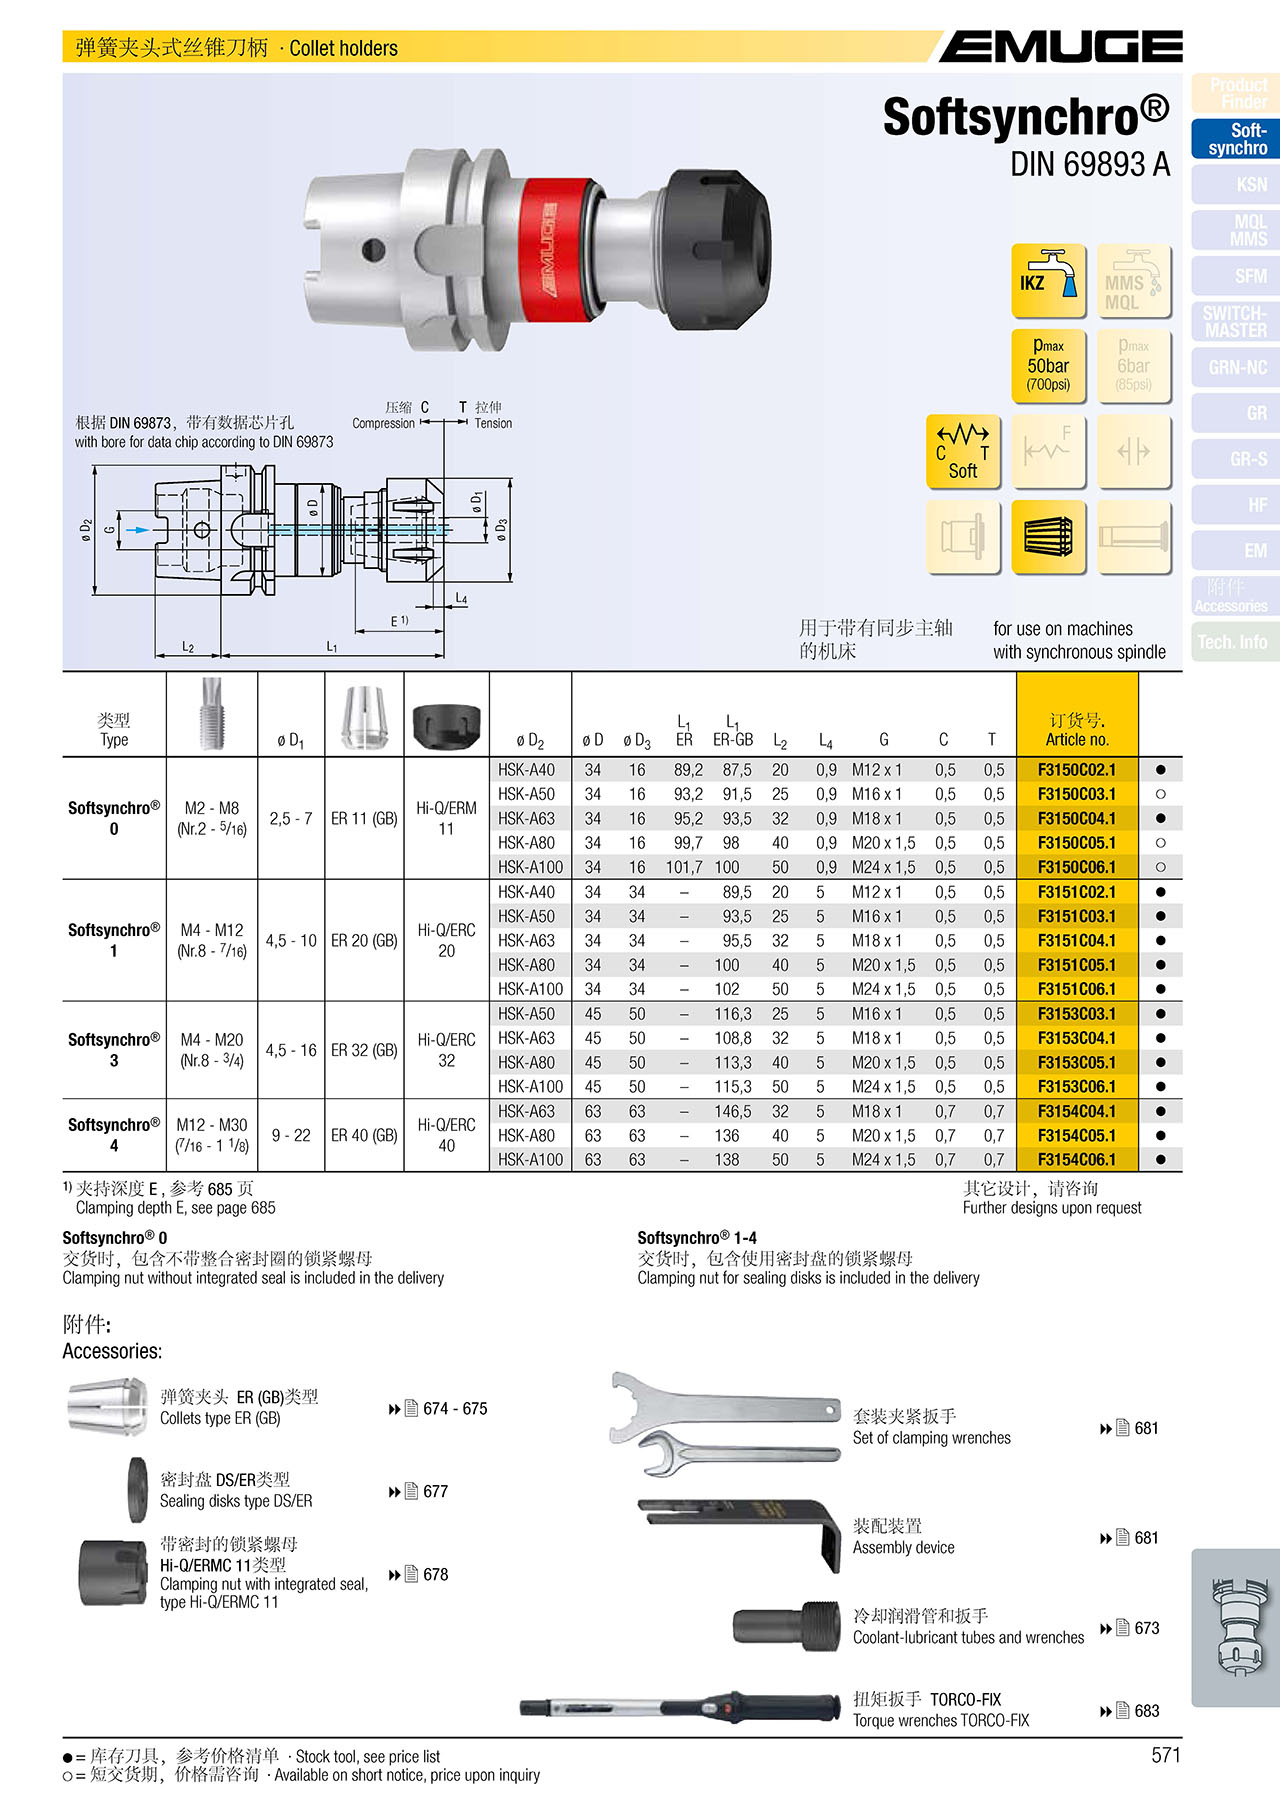 弹簧夹头式丝锥刀柄 · Collet holders
EMUGE
Softsynchro®
DIN 69893 A
Product
Finder
Soft-
synchro
KSN
MQL
MMS
SFM
SWITCH-
MASTER
GRN-NC
GR
GR-S
HF
EM
附件
Accessories
Tech. Info
EMUGE
IKZ
MMS
MQL
pmax
50bar
(700psi)
pmax
6bar
(85psi)
C T
Soft
F
根据 DIN 69873，带有数据芯片孔
with bore for data chip according to DIN 69873
压缩 C T 拉伸
Compression Tension
ø D2
G
ø D
ø D1
ø D3
L4
E 1)
L2
L1
用于带有同步主轴
的机床
for use on machines
with synchronous spindle
类型
Type
ø D1
ø D2 ø D ø D3 L1 ER L1 ER-GB L2 L4 G C T
订货号.
Article no.
Softsynchro® 0 M2 - M8 (Nr.2 - 5/16) 2,5 - 7 ER 11 (GB) Hi-Q/ERM 11
HSK-A40 34 16 89,2 87,5 20 0,9 M12 x 1 0,5 0,5 F3150C02.1 ●
HSK-A50 34 16 93,2 91,5 25 0,9 M16 x 1 0,5 0,5 F3150C03.1 ○
HSK-A63 34 16 95,2 93,5 32 0,9 M18 x 1 0,5 0,5 F3150C04.1 ●
HSK-A80 34 16 99,7 98 40 0,9 M20 x 1,5 0,5 0,5 F3150C05.1 ○
HSK-A100 34 16 101,7 100 50 0,9 M24 x 1,5 0,5 0,5 F3150C06.1 ○
Softsynchro® 1 M4 - M12 (Nr.8 - 7/16) 4,5 - 10 ER 20 (GB) Hi-Q/ERC 20
HSK-A40 34 34 – 89,5 20 5 M12 x 1 0,5 0,5 F3151C02.1 ●
HSK-A50 34 34 – 93,5 25 5 M16 x 1 0,5 0,5 F3151C03.1 ●
HSK-A63 34 34 – 95,5 32 5 M18 x 1 0,5 0,5 F3151C04.1 ●
HSK-A80 34 34 – 100 40 5 M20 x 1,5 0,5 0,5 F3151C05.1 ●
HSK-A100 34 34 – 102 50 5 M24 x 1,5 0,5 0,5 F3151C06.1 ●
Softsynchro® 3 M4 - M20 (Nr.8 - 3/4) 4,5 - 16 ER 32 (GB) Hi-Q/ERC 32
HSK-A50 45 50 – 116,3 25 5 M16 x 1 0,5 0,5 F3153C03.1 ●
HSK-A63 45 50 – 108,8 32 5 M18 x 1 0,5 0,5 F3153C04.1 ●
HSK-A80 45 50 – 113,3 40 5 M20 x 1,5 0,5 0,5 F3153C05.1 ●
HSK-A100 45 50 – 115,3 50 5 M24 x 1,5 0,5 0,5 F3153C06.1 ●
Softsynchro® 4 M12 - M30 (7/16 - 1 1/8) 9 - 22 ER 40 (GB) Hi-Q/ERC 40
HSK-A63 63 63 – 146,5 32 5 M18 x 1 0,7 0,7 F3154C04.1 ●
HSK-A80 63 63 – 136 40 5 M20 x 1,5 0,7 0,7 F3154C05.1 ●
HSK-A100 63 63 – 138 50 5 M24 x 1,5 0,7 0,7 F3154C06.1 ●
1) 夹持深度 E , 参考 685 页
Clamping depth E, see page 685
其它设计，请咨询
Further designs upon request
Softsynchro® 0
交货时，包含不带整合密封圈的锁紧螺母
Clamping nut without integrated seal is included in the delivery
Softsynchro® 1-4
交货时，包含使用密封盘的锁紧螺母
Clamping nut for sealing disks is included in the delivery
附件:
Accessories:
弹簧夹头 ER (GB)类型
Collets type ER (GB)
674 - 675
密封盘 DS/ER类型
Sealing disks type DS/ER
677
带密封的锁紧螺母
Hi-Q/ERMC 11类型
Clamping nut with integrated seal,
type Hi-Q/ERMC 11
678
套装夹紧扳手
Set of clamping wrenches
681
装配装置
Assembly device
681
冷却润滑管和扳手
Coolant-lubricant tubes and wrenches
673
扭矩扳手 TORCO-FIX
Torque wrenches TORCO-FIX
683
● = 库存刀具，参考价格清单 · Stock tool, see price list
○ = 短交货期，价格需咨询 · Available on short notice, price upon inquiry
571